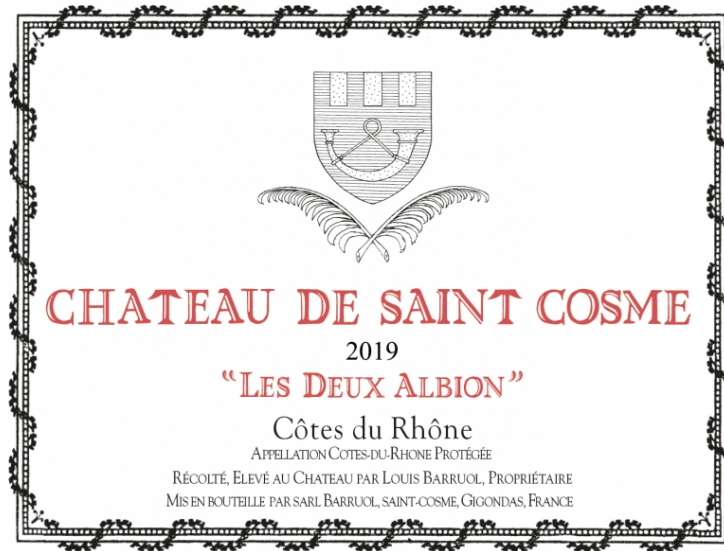 CHATEAU DE SAINT COSME
2019
“LES DEUX ALBION”
Côtes du Rhône
APPELLATION COTES-DU-RHONE PROTÉGÉE
RÉCOLTÉ, ELEVÉ AU CHATEAU PAR LOUIS BARRUOL, PROPRIÉTAIRE
MIS EN BOUTEILLE PAR SARL BARRUOL, SAINT-COSME, GIGONDAS, FRANCE